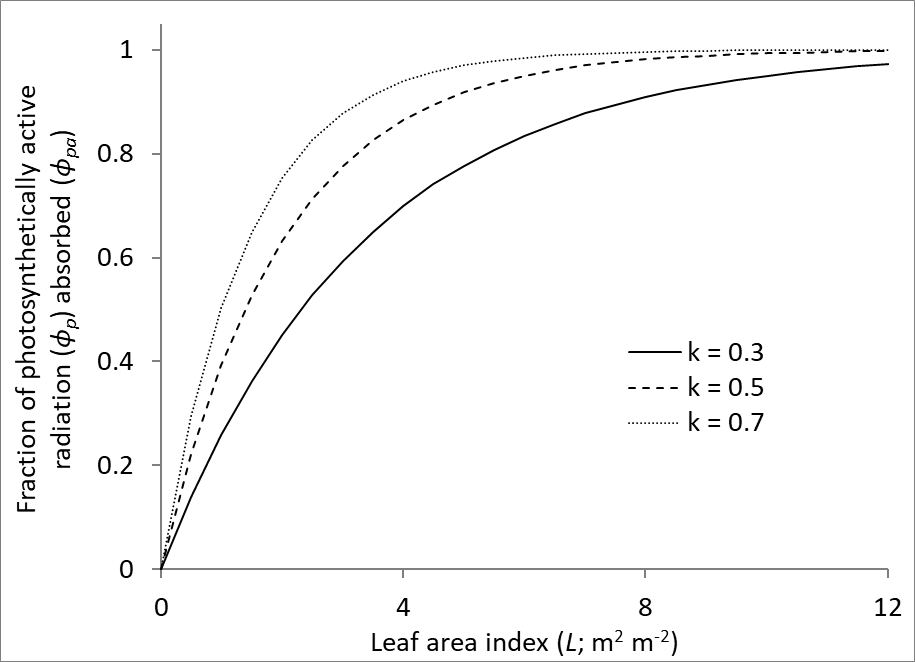 Fraction of photosynthetically active
radiation (ϕp) absorbed (ϕpa)
1
0.8
0.6
0.4
0.2
0
0 4 8 12
Leaf area index (L; m² m⁻²)
k = 0.3
k = 0.5
k = 0.7